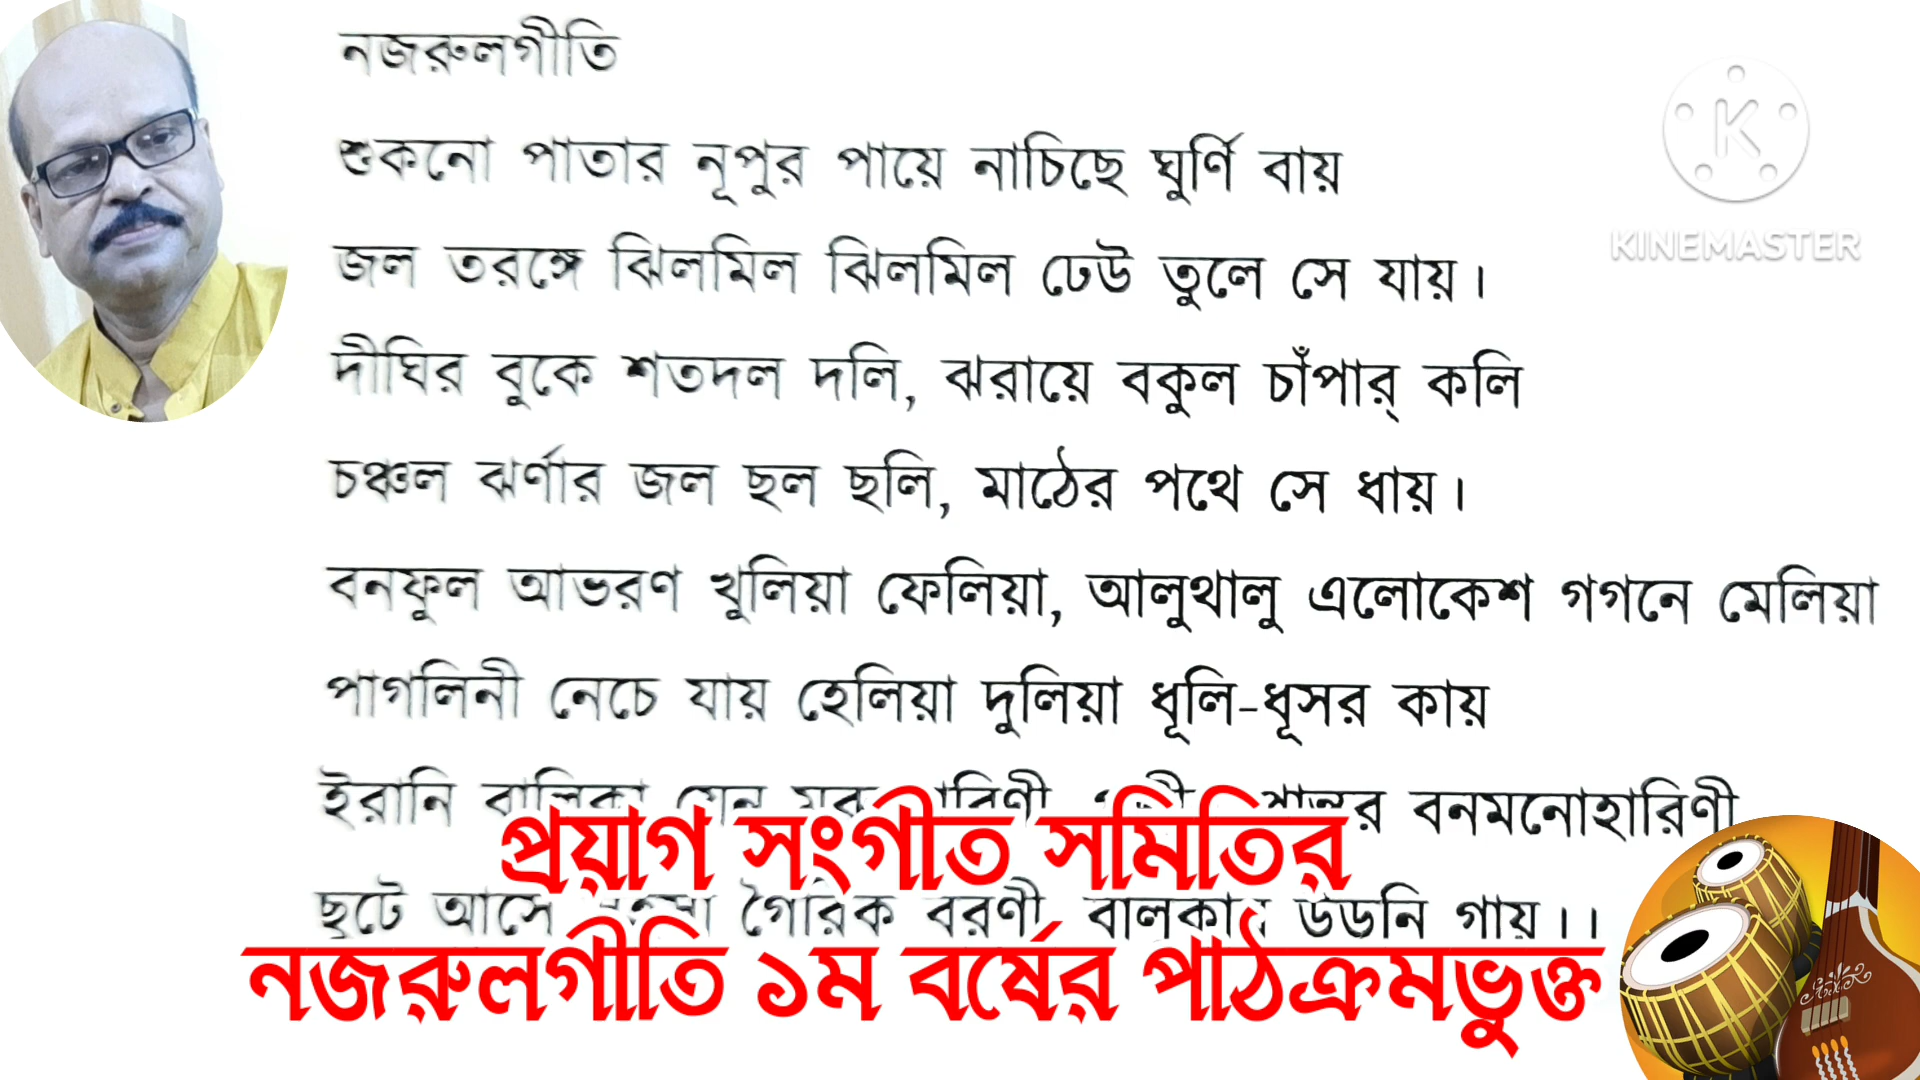 নজরুলগীতি
শুকনো পাতার নূপুর পায়ে নাচিছে ঘুর্ণি বায়
জল তরঙ্গে ঝিলমিল ঝিলমিল ঢেউ তুলে সে যায়।
দীঘির বুকে শতদল দলি, ঝরায়ে বকুল চাঁপার্ কলি
চঞ্চল ঝর্ণার জল ছল ছলি, মাঠের পথে সে ধায়।
বনফুল আভরণ খুলিয়া ফেলিয়া, আলুথালু এলোকেশ গগনে মেলিয়া
পাগলিনী নেচে যায় হেলিয়া দুলিয়া ধূলি-ধূসর কায়
ইরানি বালিকা যেন বনমনোহারিণী
প্রয়াগ সংগীত সমিতির
ছুটে আসে গৈরিক বরণী বালুকার উড়নি গায়।।
নজরুলগীতি ১ম বর্ষের পাঠক্রমভুক্ত
KINEMASTER